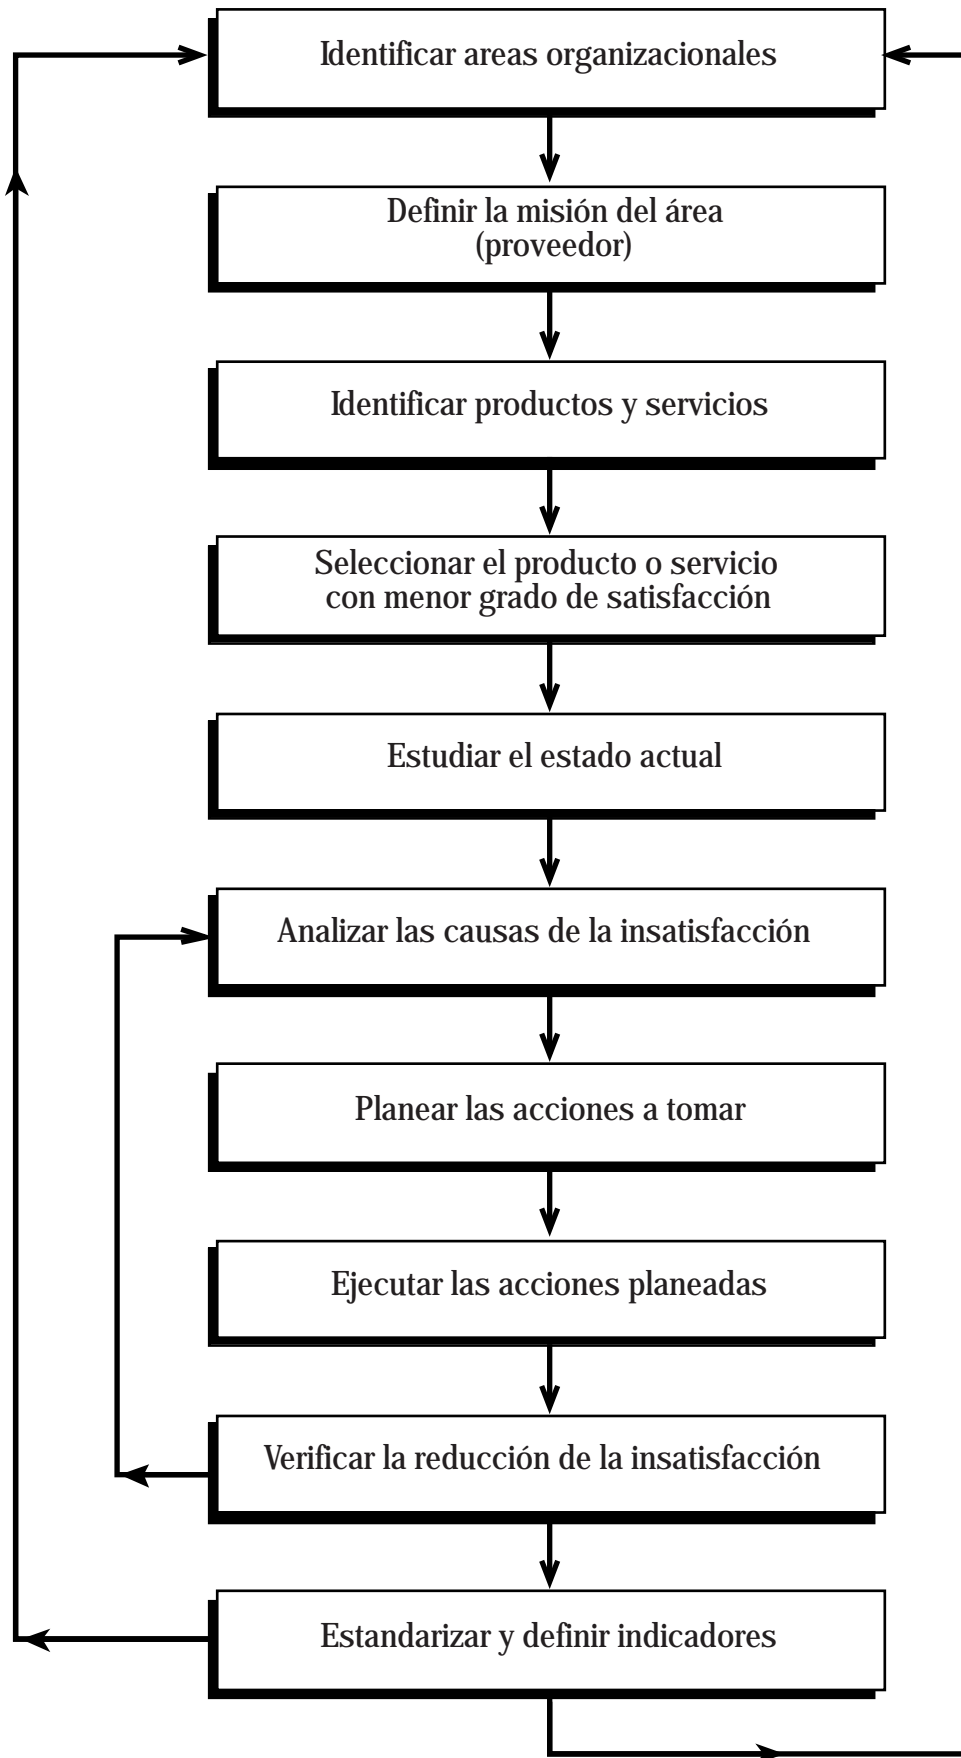 Identificar areas organizacionales
Definir la misión del área
(proveedor)
Identificar productos y servicios
Seleccionar el producto o servicio
con menor grado de satisfacción
Estudiar el estado actual
Analizar las causas de la insatisfacción
Planear las acciones a tomar
Ejecutar las acciones planeadas
Verificar la reducción de la insatisfacción
Estandarizar y definir indicadores